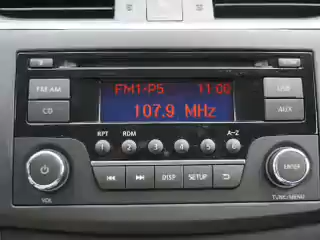 FM·AM
FM1-P5 11:00
USB
107.9 MHz
CD
AUX
RPT RDM A-Z
1 2 3 4 5 6
ENTER
DISP SETUP
VOL
TUNE/MENU